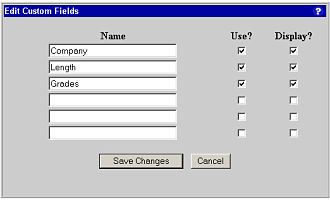 Edit Custom Fields ?
Name Use? Display?
Company
Length
Grades
Save Changes Cancel